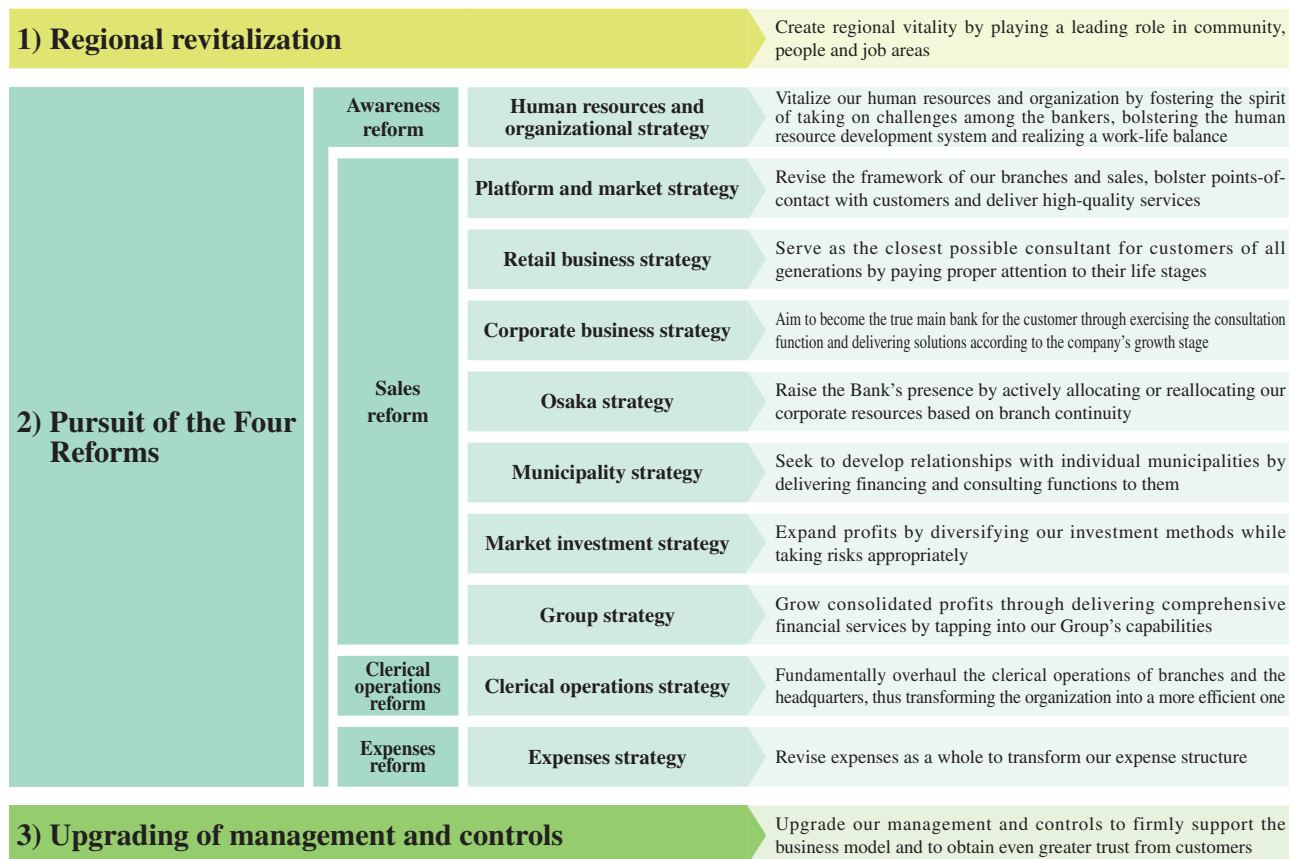 1) Regional revitalization
Create regional vitality by playing a leading role in community,
people and job areas
2) Pursuit of the Four
Reforms
Awareness
reform
Human resources and
organizational strategy
Vitalize our human resources and organization by fostering the spirit
of taking on challenges among the bankers, bolstering the human
resource development system and realizing a work-life balance
Sales
reform
Platform and market strategy
Revise the framework of our branches and sales, bolster points-of-
contact with customers and deliver high-quality services
Retail business strategy
Serve as the closest possible consultant for customers of all
generations by paying proper attention to their life stages
Corporate business strategy
Aim to become the true main bank for the customer through exercising the consultation
function and delivering solutions according to the company's growth stage
Osaka strategy
Raise the Bank's presence by actively allocating or reallocating our
corporate resources based on branch continuity
Municipality strategy
Seek to develop relationships with individual municipalities by
delivering financing and consulting functions to them
Market investment strategy
Expand profits by diversifying our investment methods while
taking risks appropriately
Group strategy
Grow consolidated profits through delivering comprehensive
financial services by tapping into our Group's capabilities
Clerical
operations
reform
Clerical operations strategy
Fundamentally overhaul the clerical operations of branches and the
headquarters, thus transforming the organization into a more efficient one
Expenses
reform
Expenses strategy
Revise expenses as a whole to transform our expense structure
3) Upgrading of management and controls
Upgrade our management and controls to firmly support the
business model and to obtain even greater trust from customers